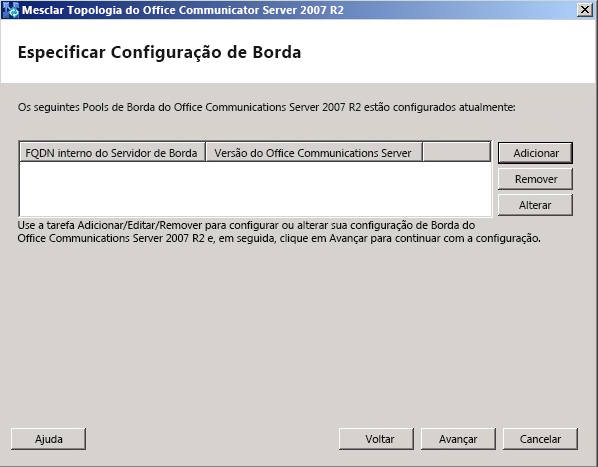 Mesclar Topologia do Office Communicator Server 2007 R2
Especificar Configuração de Borda
Os seguintes Pools de Borda do Office Communications Server 2007 R2 estão configurados atualmente:
FQDN interno do Servidor de Borda Versão do Office Communications Server
Adicionar
Remover
Alterar
Use a tarefa Adicionar/Editar/Remover para configurar ou alterar sua configuração de Borda do
Office Communications Server 2007 R2 e, em seguida, clique em Avançar para continuar com a configuração.
Ajuda Voltar Avançar Cancelar